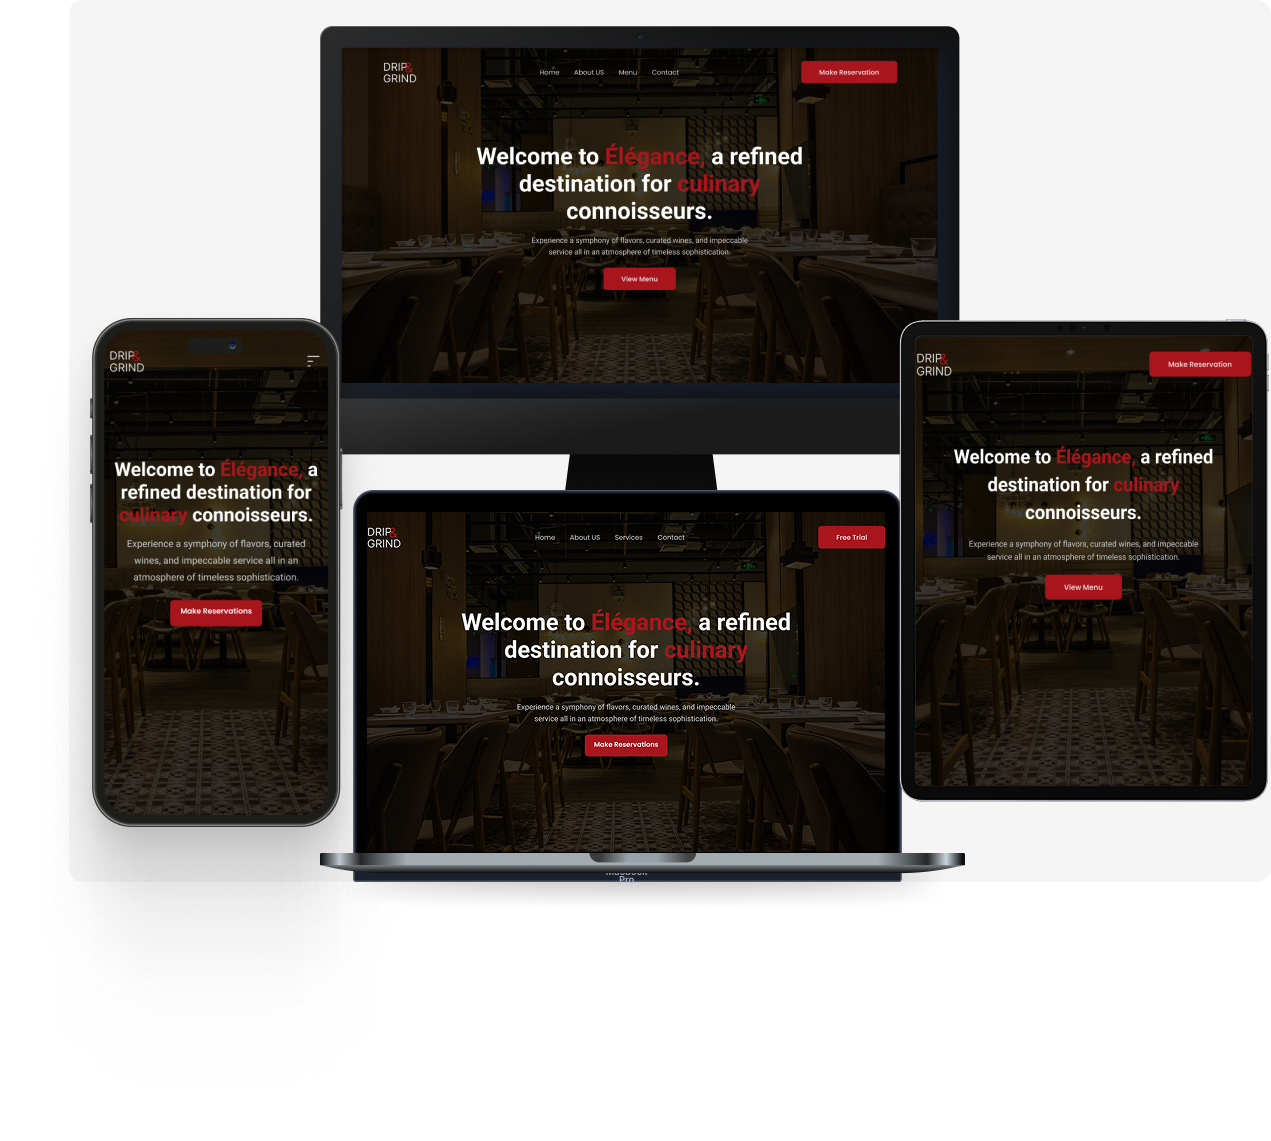 DRIP&
GRIND
Home About US Menu Contact
Make Reservation
Welcome to Élégance, a refined
destination for culinary
connoisseurs.
Experience a symphony of flavors, curated wines, and impeccable
service all in an atmosphere of timeless sophistication.
View Menu
DRIP&
GRIND
Welcome to Élégance, a
refined destination for
culinary connoisseurs.
Experience a symphony of flavors, curated
wines, and impeccable service all in an
atmosphere of timeless sophistication.
Make Reservations
DRIP&
GRIND
Make Reservation
Welcome to Élégance, a refined
destination for culinary
connoisseurs.
Experience a symphony of flavors, curated wines, and impeccable
service all in an atmosphere of timeless sophistication.
View Menu
DRIP&
GRIND
Home About US Services Contact
Free Trial
Welcome to Élégance, a refined
destination for culinary
connoisseurs.
Experience a symphony of flavors, curated wines, and impeccable
service all in an atmosphere of timeless sophistication.
Make Reservations
MacBook
Pro